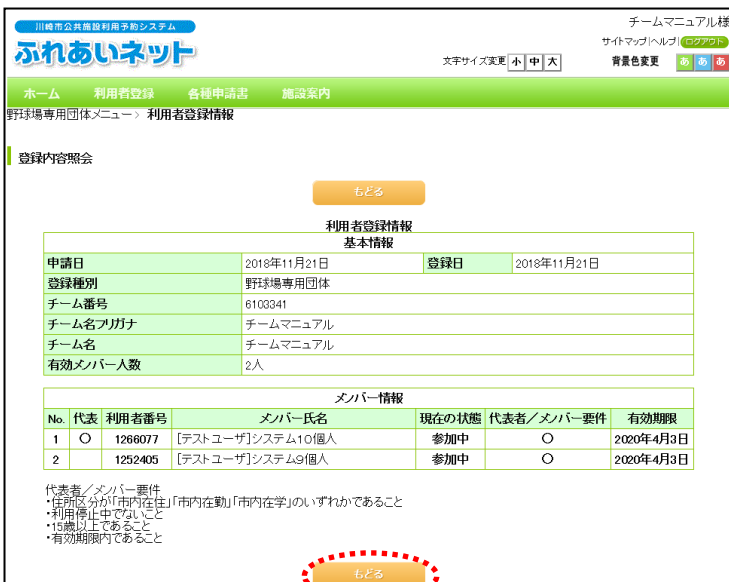 川崎市公共施設利用予約システム
ふれあいネット
チームマニュアル様
サイトマップ|ヘルプ|ログアウト
文字サイズ変更 小 中 大 背景色変更 あ あ あ
ホーム 利用者登録 各種申請書 施設案内
野球場専用団体メニュー> 利用者登録情報
登録内容照会
もどる
利用者登録情報
基本情報
申請日 2018年11月21日 登録日 2018年11月21日
登録種別 野球場専用団体
チーム番号 6103341
チーム名フリガナ チームマニュアル
チーム名 チームマニュアル
有効メンバー人数 2人
メンバー情報
No. 代表 利用者番号 メンバー氏名 現在の状態 代表者/メンバー要件 有効期限
1 ○ 1266077 [テストユーザ]システム10個人 参加中 ○ 2020年4月3日
2 1252405 [テストユーザ]システム9個人 参加中 ○ 2020年4月3日
代表者/メンバー要件
・住所区分が「市内在住」「市内在勤」「市内在学」のいずれかであること
・利用停止中でないこと
・15歳以上であること
・有効期限内であること
もどる